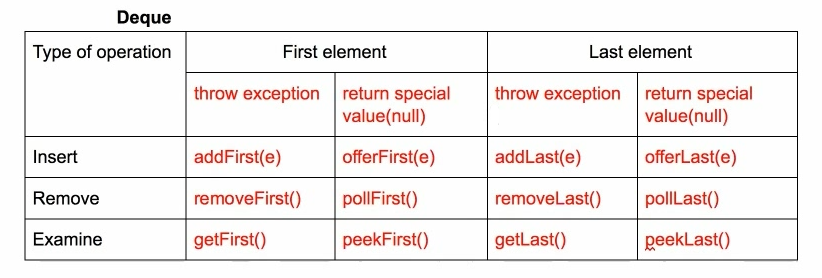 Deque
Type of operation First element Last element
throw exception return special throw exception return special
value(null) value(null)
Insert addFirst(e) offerFirst(e) addLast(e) offerLast(e)
Remove removeFirst() pollFirst() removeLast() pollLast()
Examine getFirst() peekFirst() getLast() peekLast()